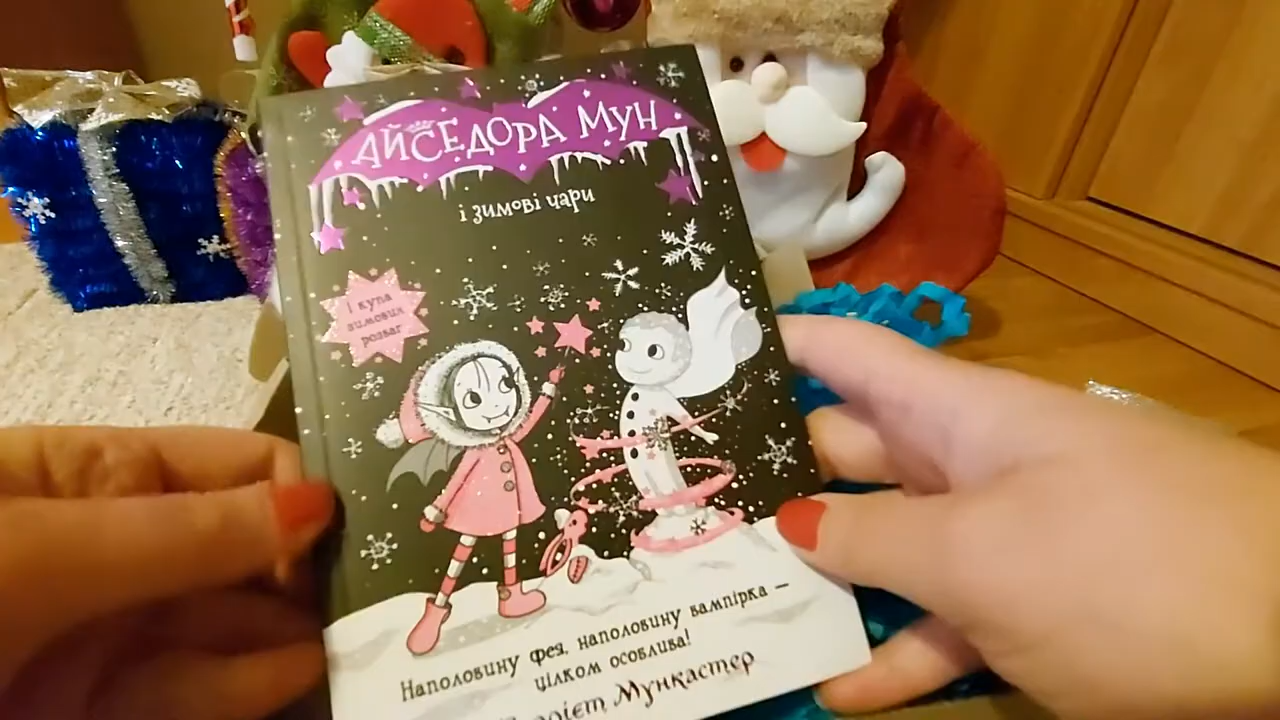 АЙСЕДОРА МУН
і зимові чари
І купа
зимових
розваг
Наполовину фея, наполовину вампірка –
цілком особлива!
Мункастер